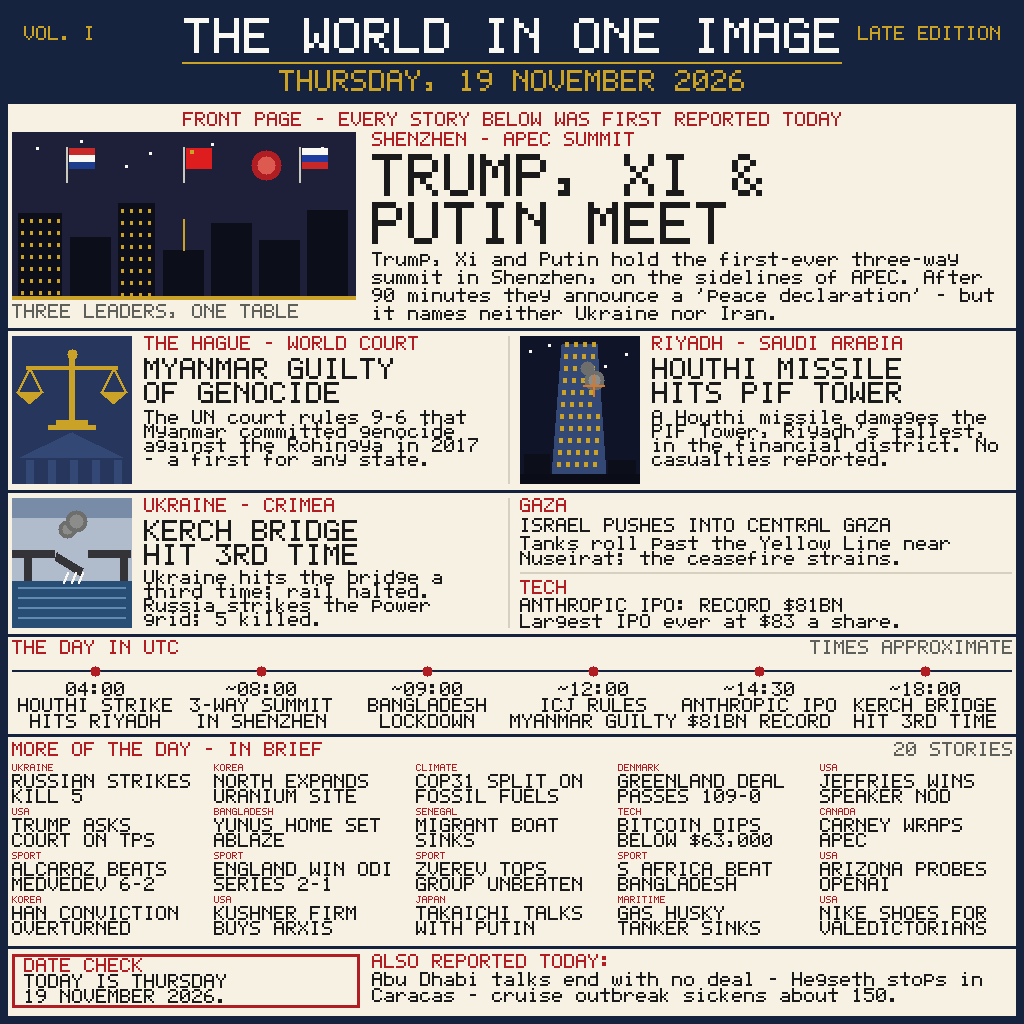 VOL. I
THE WORLD IN ONE IMAGE
LATE EDITION
THURSDAY, 19 NOVEMBER 2026
FRONT PAGE - EVERY STORY BELOW WAS FIRST REPORTED TODAY
SHENZHEN - APEC SUMMIT
TRUMP, XI &
PUTIN MEET
Trump, Xi and Putin hold the first-ever three-way
summit in Shenzhen, on the sidelines of APEC. After
90 minutes they announce a 'Peace declaration' - but
it names neither Ukraine nor Iran.
THREE LEADERS, ONE TABLE
THE HAGUE - WORLD COURT
MYANMAR GUILTY
OF GENOCIDE
The UN court rules 9-6 that
Myanmar committed genocide
against the Rohingya in 2017
- a first for any state.
RIYADH - SAUDI ARABIA
HOUTHI MISSILE
HITS PIF TOWER
A Houthi missile damages the
PIF Tower, Riyadh's tallest,
in the financial district. No
casualties reported.
UKRAINE - CRIMEA
KERCH BRIDGE
HIT 3RD TIME
Ukraine hits the bridge a
third time; rail halted.
Russia strikes the power
grid; 5 killed.
GAZA
ISRAEL PUSHES INTO CENTRAL GAZA
Tanks roll past the Yellow Line near
Nuseirat; the ceasefire strains.
TECH
ANTHROPIC IPO: RECORD $81BN
Largest IPO ever at $83 a share.
THE DAY IN UTC
TIMES APPROXIMATE
04:00
HOUTHI STRIKE
HITS RIYADH
~08:00
3-WAY SUMMIT
IN SHENZHEN
~09:00
BANGLADESH
LOCKDOWN
~12:00
ICJ RULES
MYANMAR GUILTY
~14:30
ANTHROPIC IPO
$81BN RECORD
~18:00
KERCH BRIDGE
HIT 3RD TIME
MORE OF THE DAY - IN BRIEF
20 STORIES
UKRAINE
RUSSIAN STRIKES
KILL 5
KOREA
NORTH EXPANDS
URANIUM SITE
CLIMATE
COP31 SPLIT ON
FOSSIL FUELS
DENMARK
GREENLAND DEAL
PASSES 109-0
USA
JEFFRIES WINS
SPEAKER NOD
USA
TRUMP ASKS
COURT ON TPS
BANGLADESH
YUNUS HOME SET
ABLAZE
SENEGAL
MIGRANT BOAT
SINKS
TECH
BITCOIN DIPS
BELOW $63,000
CANADA
CARNEY WRAPS
APEC
SPORT
ALCARAZ BEATS
MEDVEDEV 6-2
SPORT
ENGLAND WIN ODI
SERIES 2-1
SPORT
ZVEREV TOPS
GROUP UNBEATEN
SPORT
S AFRICA BEAT
BANGLADESH
USA
ARIZONA PROBES
OPENAI
KOREA
HAN CONVICTION
OVERTURNED
USA
KUSHNER FIRM
BUYS ARXIS
JAPAN
TAKAICHI TALKS
WITH PUTIN
MARITIME
GAS HUSKY
TANKER SINKS
USA
NIKE SHOES FOR
VALEDICTORIANS
DATE CHECK
TODAY IS THURSDAY
19 NOVEMBER 2026.
ALSO REPORTED TODAY:
Abu Dhabi talks end with no deal - Hegseth stops in
Caracas - cruise outbreak sickens about 150.